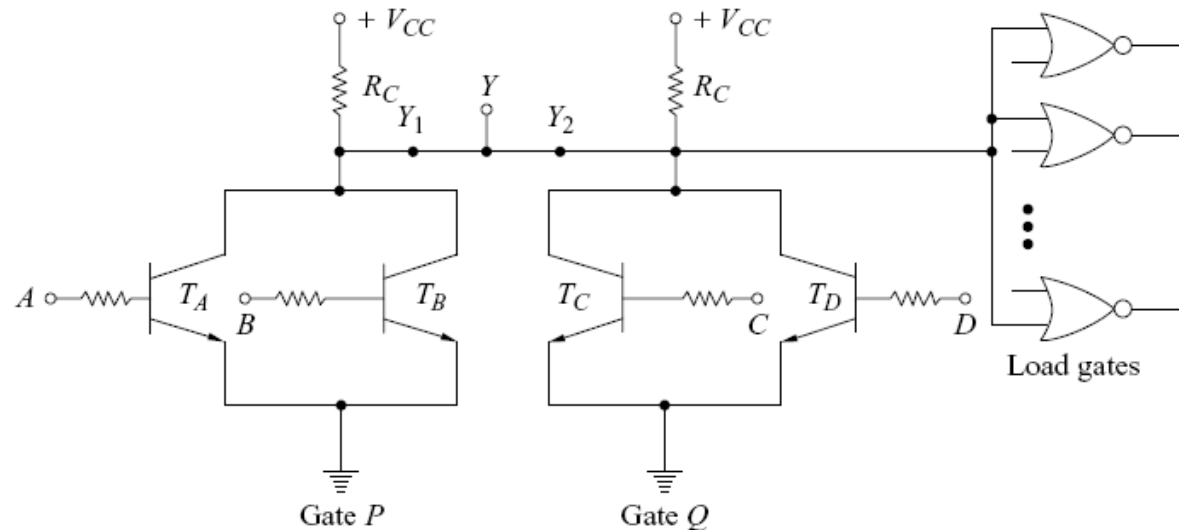 + V_CC + V_CC
R_C Y R_C
Y_1 Y_2
A T_A B T_B T_C C T_D D
Load gates
Gate P Gate Q